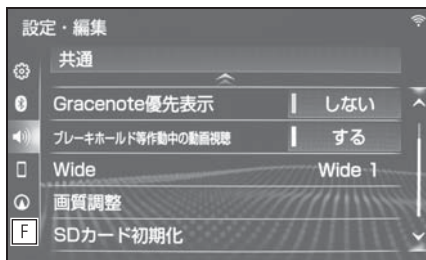 設定・編集
共通
Gracenote優先表示 しない
ブレーキホールド等作動中の動画視聴 する
Wide Wide 1
画質調整
F SDカード初期化